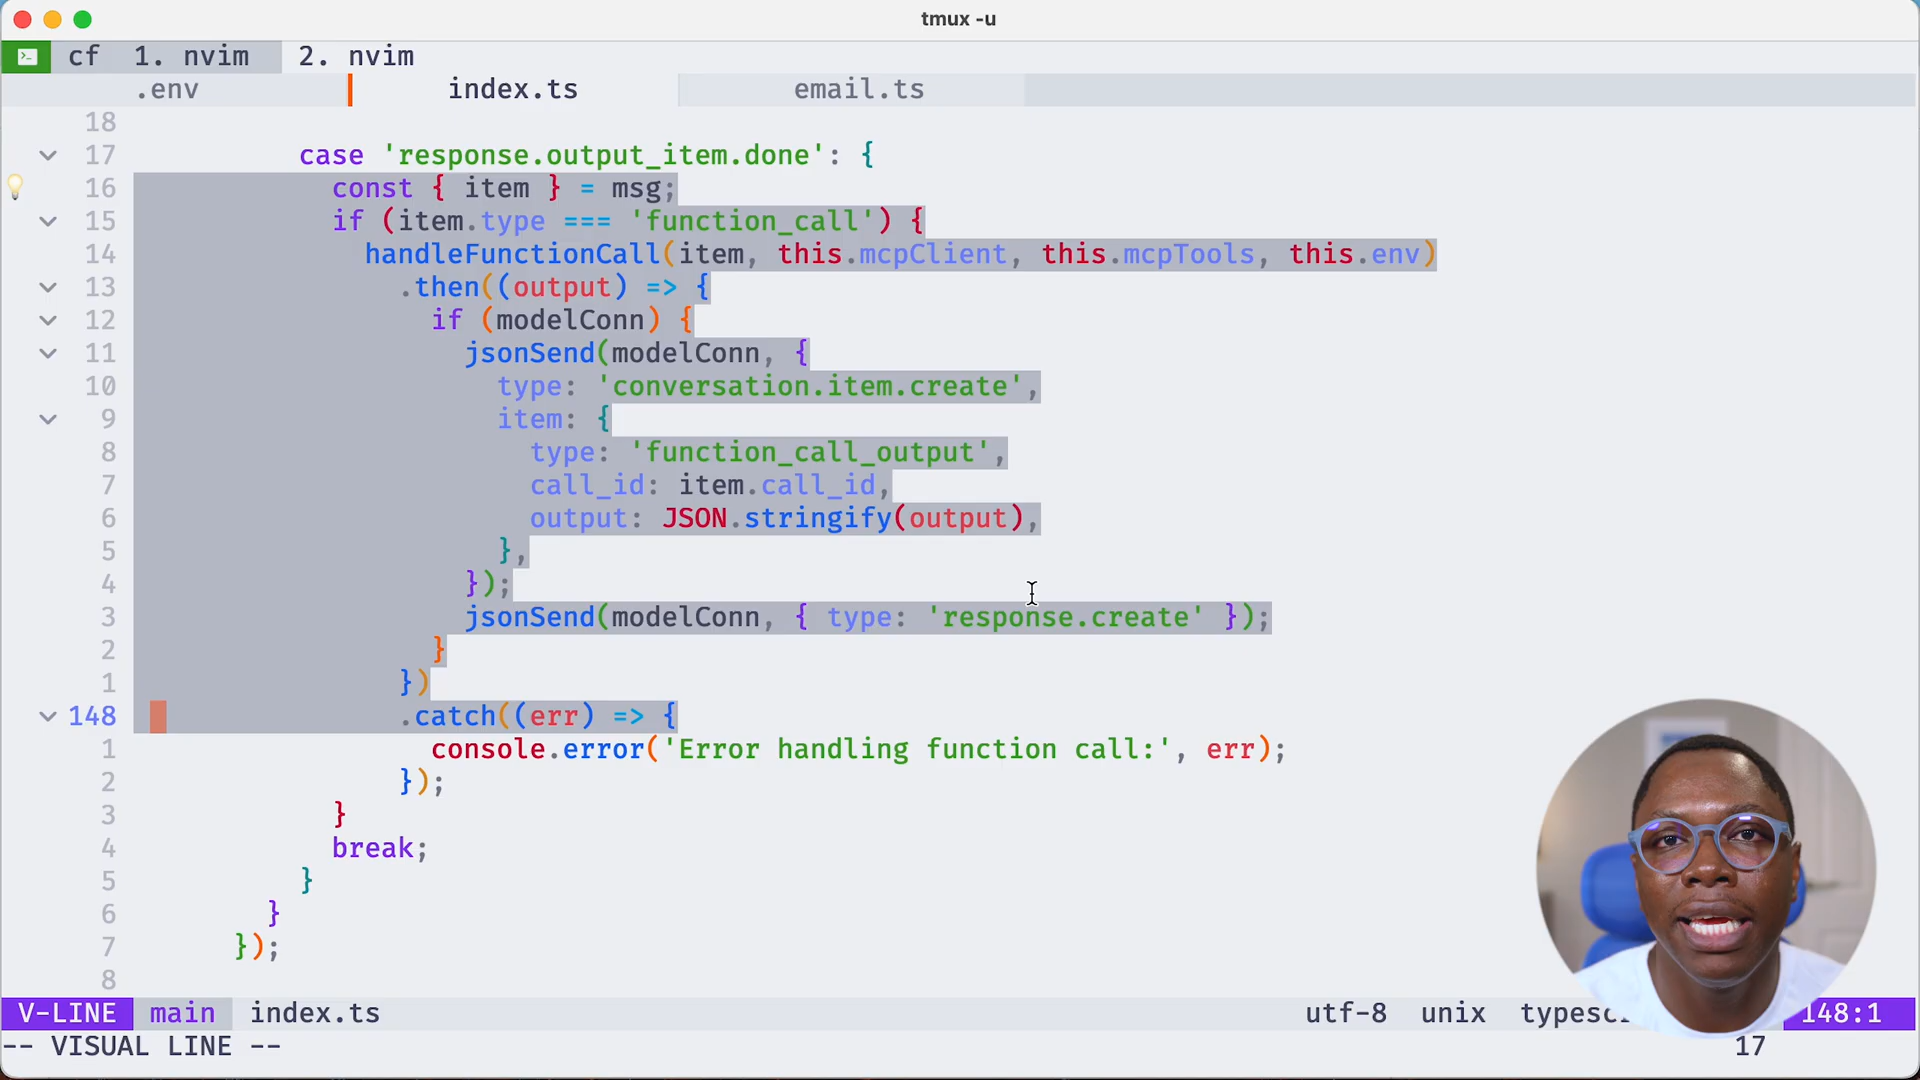 tmux -u
cf 1. nvim 2. nvim
.env index.ts email.ts
18
17 case 'response.output_item.done': {
16 const { item } = msg;
15 if (item.type === 'function_call') {
14 handleFunctionCall(item, this.mcpClient, this.mcpTools, this.env)
13 .then((output) => {
12 if (modelConn) {
11 jsonSend(modelConn, {
10 type: 'conversation.item.create',
9 item: {
8 type: 'function_call_output',
7 call_id: item.call_id,
6 output: JSON.stringify(output),
5 },
4 });
3 jsonSend(modelConn, { type: 'response.create' });
2 }
1 })
148 .catch((err) => {
1 console.error('Error handling function call:', err);
2 });
3 }
4 break;
5 }
6 }
7 });
8
V-LINE main index.ts utf-8 unix 148:1
-- VISUAL LINE -- 17